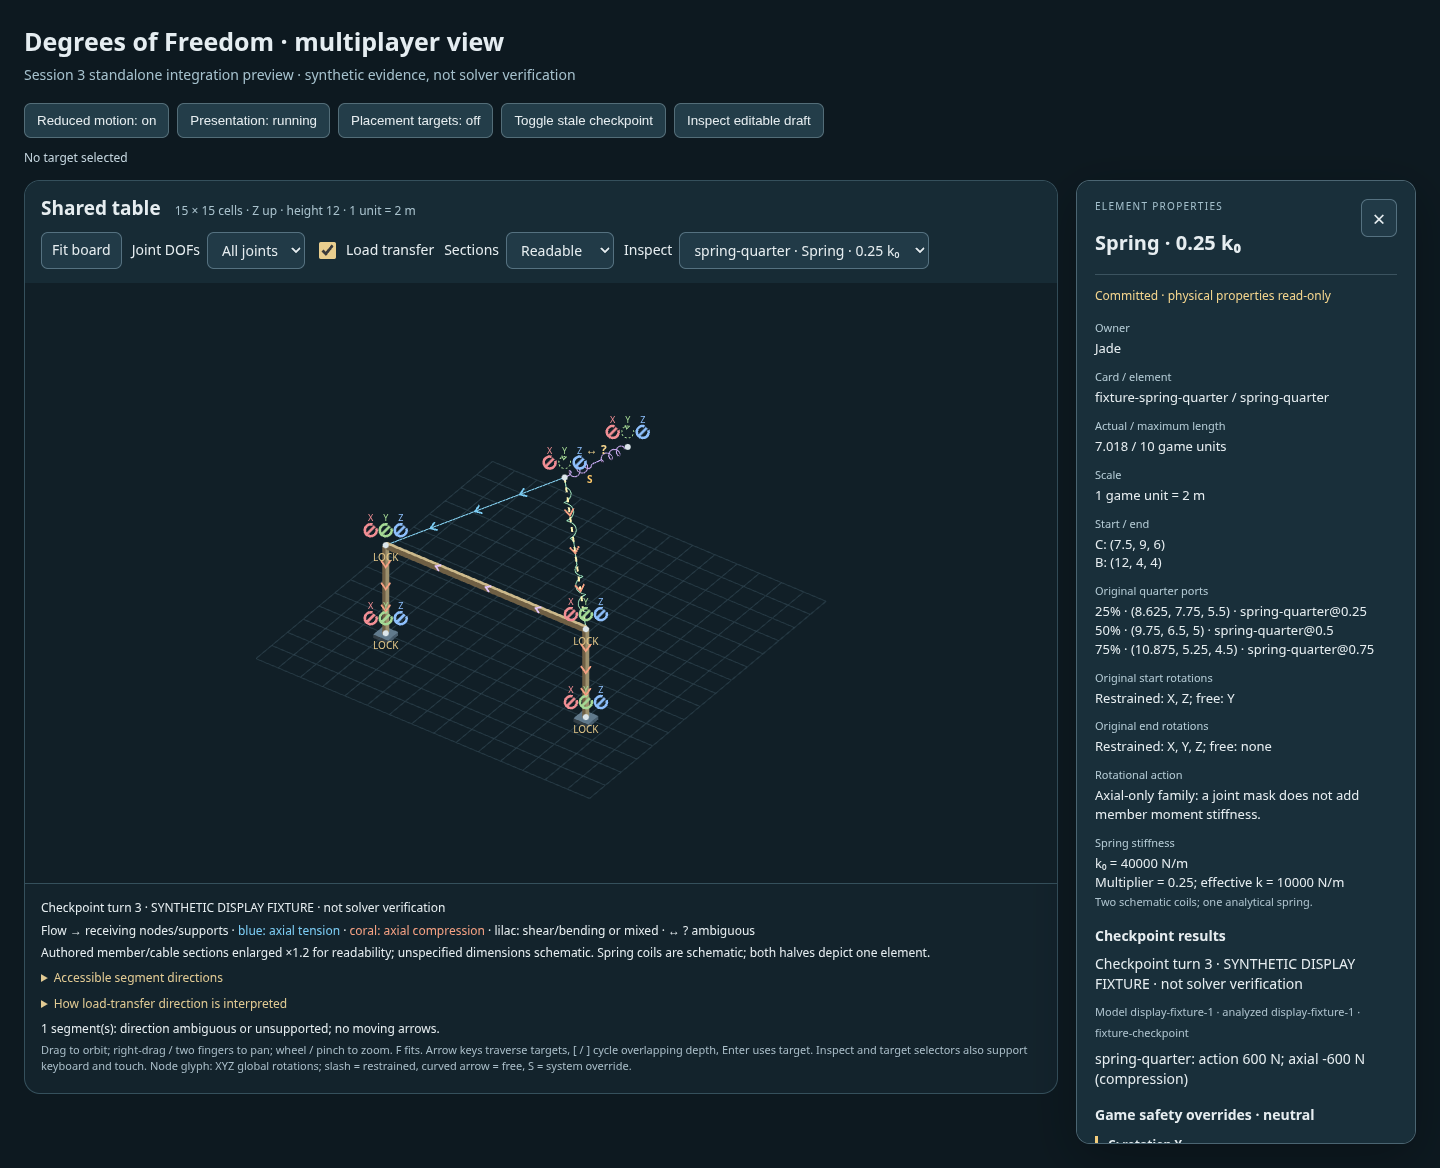 Degrees of Freedom · multiplayer view
Session 3 standalone integration preview · synthetic evidence, not solver verification
Reduced motion: on
Presentation: running
Placement targets: off
Toggle stale checkpoint
Inspect editable draft
No target selected
Shared table
15 × 15 cells · Z up · height 12 · 1 unit = 2 m
Fit board
Joint DOFs
All joints
Load transfer
Sections
Readable
Inspect
spring-quarter · Spring · 0.25 k₀
X Y Z
X Y Z ↔ ?
S
X Y Z
LOCK
X Y Z
LOCK
X Y Z
LOCK
X Y Z
LOCK
Checkpoint turn 3 · SYNTHETIC DISPLAY FIXTURE · not solver verification
Flow → receiving nodes/supports · blue: axial tension · coral: axial compression · lilac: shear/bending or mixed · ↔ ? ambiguous
Authored member/cable sections enlarged ×1.2 for readability; unspecified dimensions schematic. Spring coils are schematic; both halves depict one element.
▶ Accessible segment directions
▶ How load-transfer direction is interpreted
1 segment(s): direction ambiguous or unsupported; no moving arrows.
Drag to orbit; right-drag / two fingers to pan; wheel / pinch to zoom. F fits. Arrow keys traverse targets, [ / ] cycle overlapping depth, Enter uses target. Inspect and target selectors also support
keyboard and touch. Node glyph: XYZ global rotations; slash = restrained, curved arrow = free, S = system override.
ELEMENT PROPERTIES
×
Spring · 0.25 k₀
Committed · physical properties read-only
Owner
Jade
Card / element
fixture-spring-quarter / spring-quarter
Actual / maximum length
7.018 / 10 game units
Scale
1 game unit = 2 m
Start / end
C: (7.5, 9, 6)
B: (12, 4, 4)
Original quarter ports
25% · (8.625, 7.75, 5.5) · spring-quarter@0.25
50% · (9.75, 6.5, 5) · spring-quarter@0.5
75% · (10.875, 5.25, 4.5) · spring-quarter@0.75
Original start rotations
Restrained: X, Z; free: Y
Original end rotations
Restrained: X, Y, Z; free: none
Rotational action
Axial-only family: a joint mask does not add
member moment stiffness.
Spring stiffness
k₀ = 40000 N/m
Multiplier = 0.25; effective k = 10000 N/m
Two schematic coils; one analytical spring.
Checkpoint results
Checkpoint turn 3 · SYNTHETIC DISPLAY
FIXTURE · not solver verification
Model display-fixture-1 · analyzed display-fixture-1 ·
fixture-checkpoint
spring-quarter: action 600 N; axial -600 N
(compression)
Game safety overrides · neutral